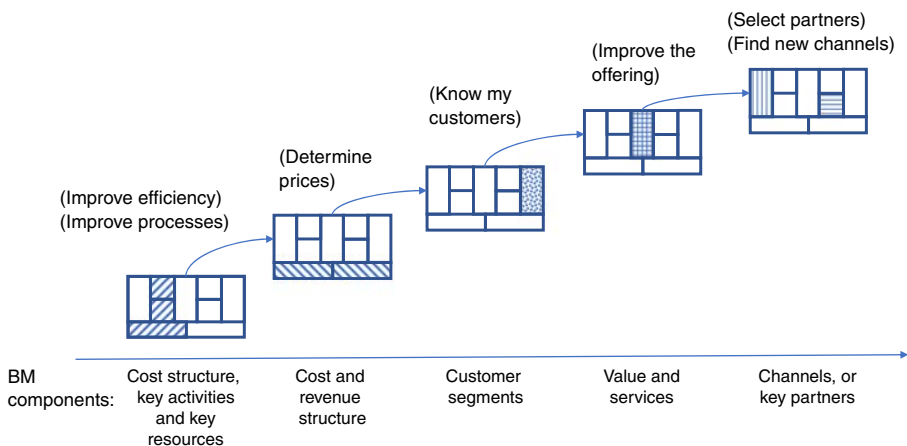 (Select partners)
(Find new channels)
(Improve the
offering)
(Know my
customers)
(Determine
prices)
(Improve efficiency)
(Improve processes)
BM
components:
Cost structure,
key activities
and key
resources
Cost and
revenue
structure
Customer
segments
Value and
services
Channels, or
key partners